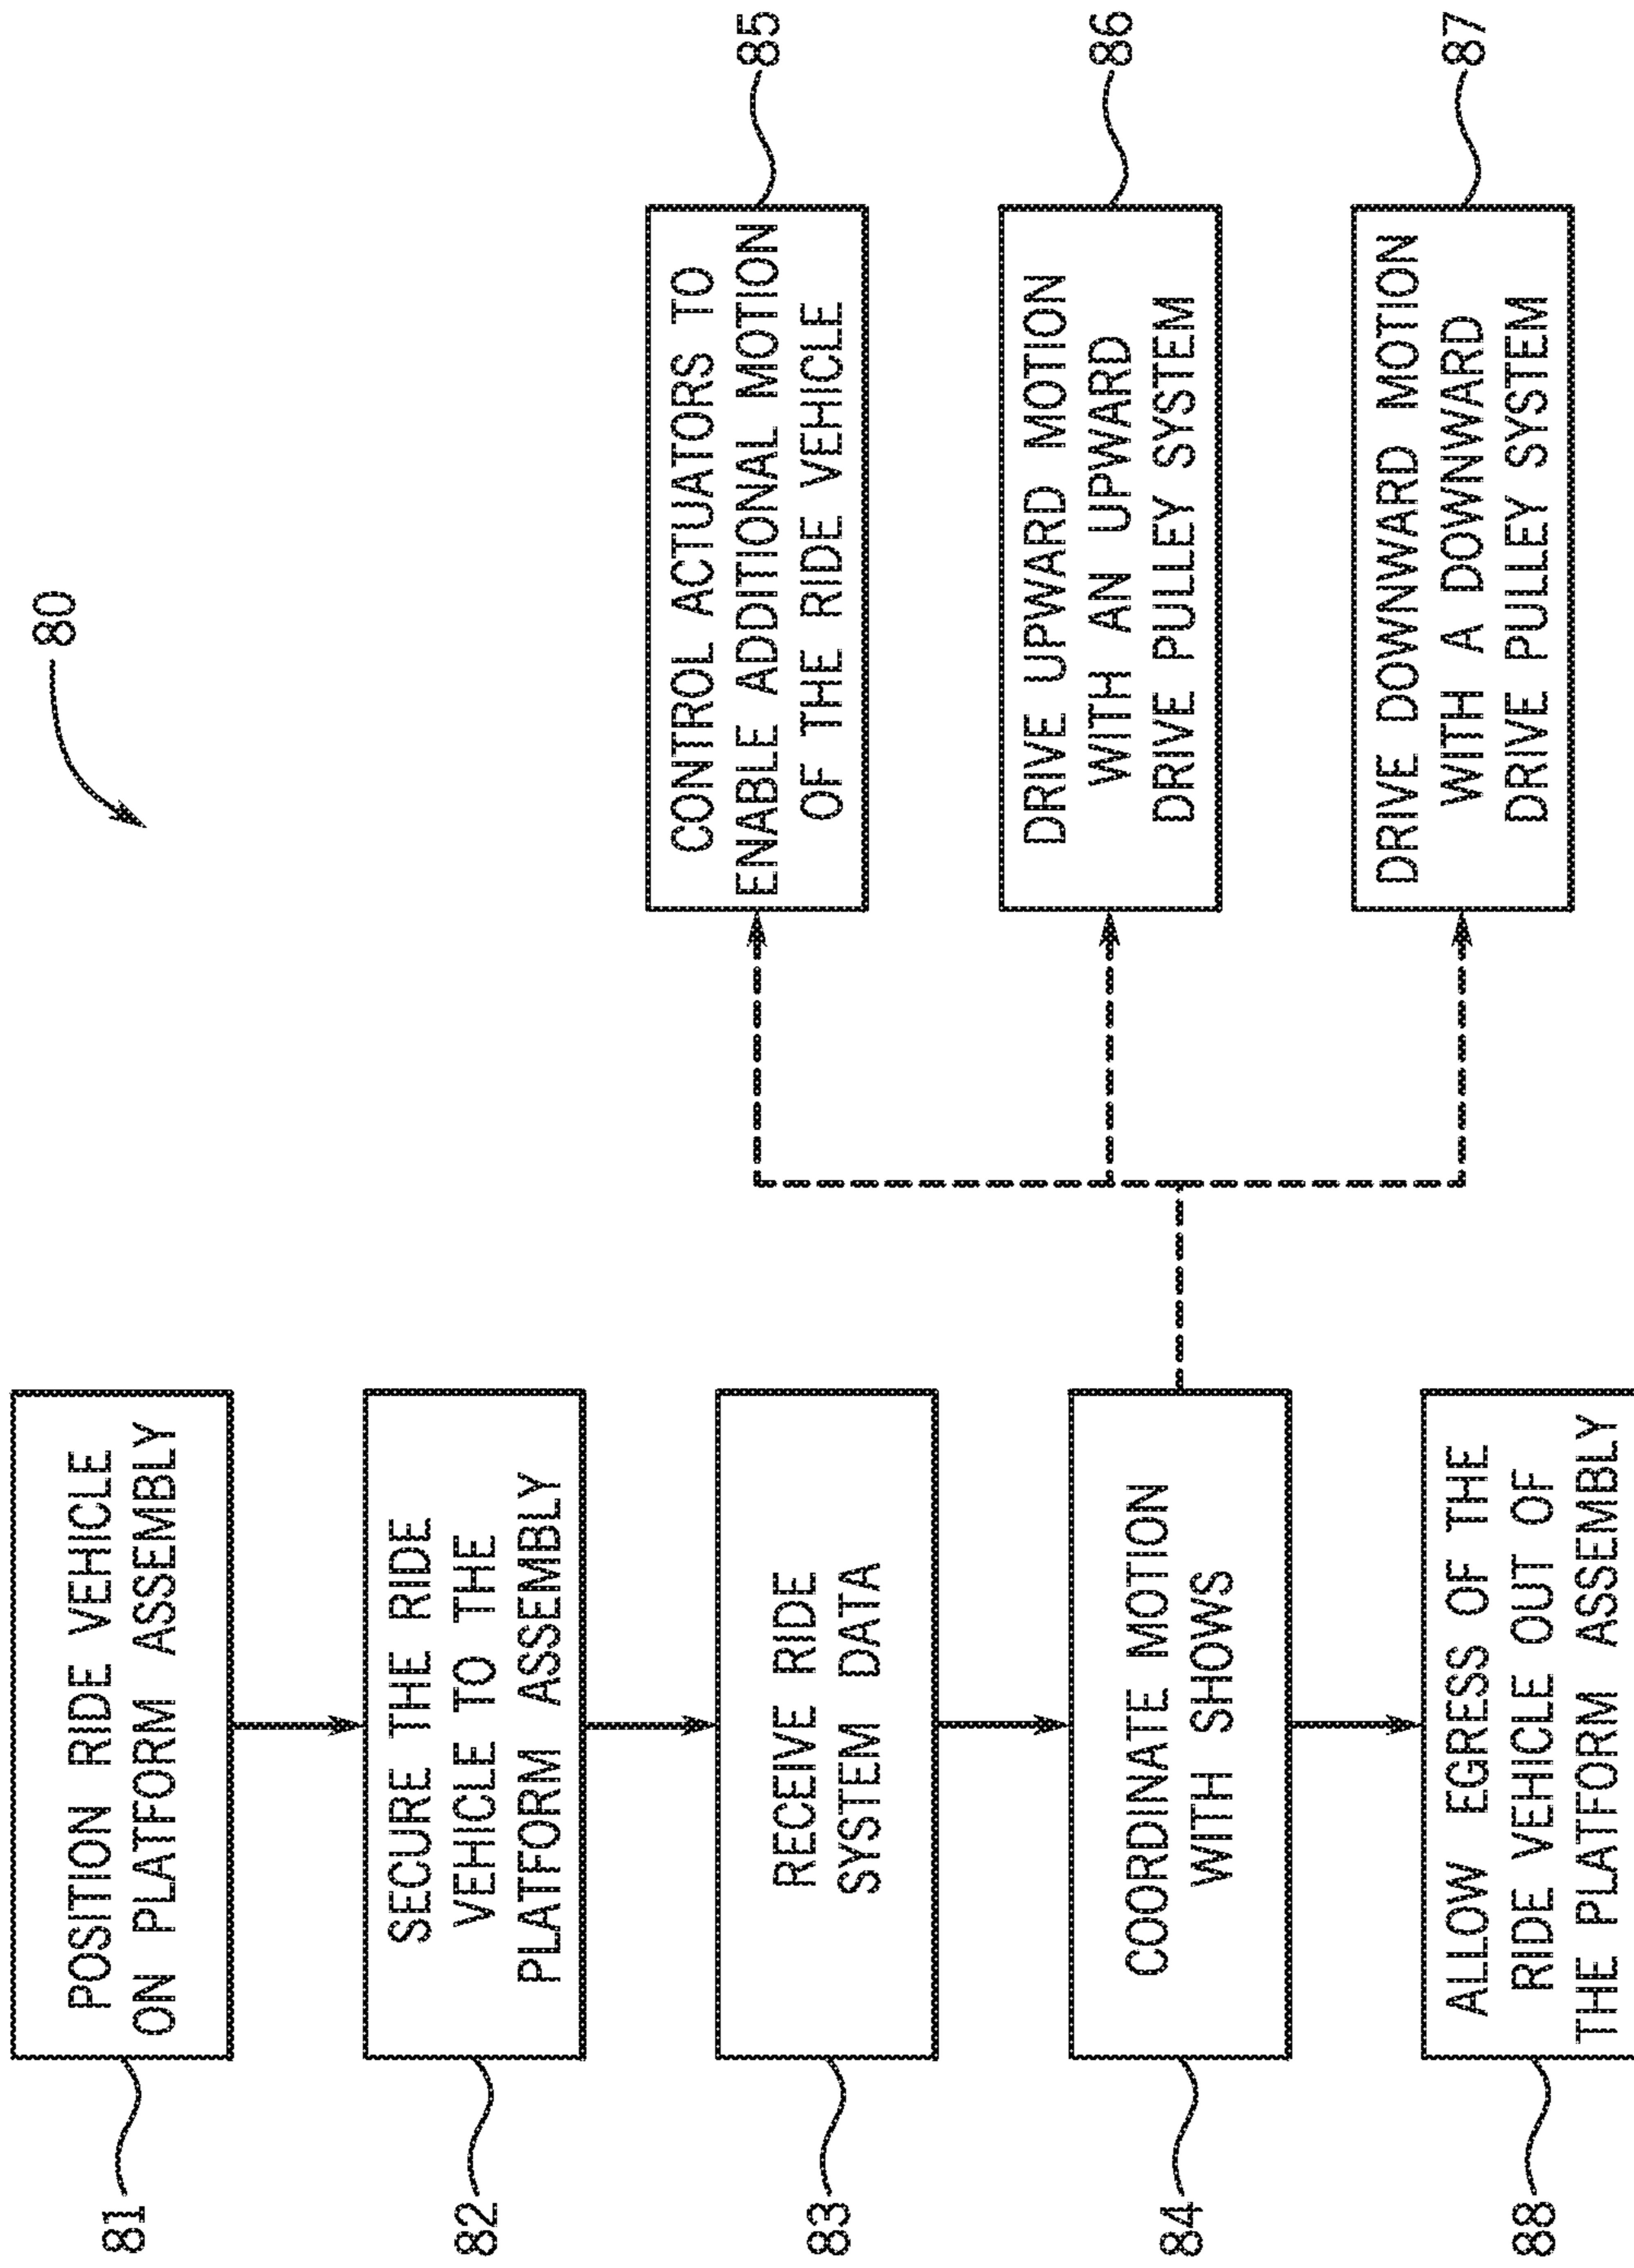 80
81
POSITION RIDE VEHICLE
ON PLATFORM ASSEMBLY
82
SECURE THE RIDE
VEHICLE TO THE
PLATFORM ASSEMBLY
83
RECEIVE RIDE
SYSTEM DATA
84
COORDINATE MOTION
WITH SHOWS
CONTROL ACTUATORS TO
ENABLE ADDITIONAL MOTION
OF THE RIDE VEHICLE
85
DRIVE UPWARD MOTION
WITH AN UPWARD
DRIVE PULLEY SYSTEM
86
DRIVE DOWNWARD MOTION
WITH A DOWNWARD
DRIVE PULLEY SYSTEM
87
88
ALLOW EGRESS OF THE
RIDE VEHICLE OUT OF
THE PLATFORM ASSEMBLY